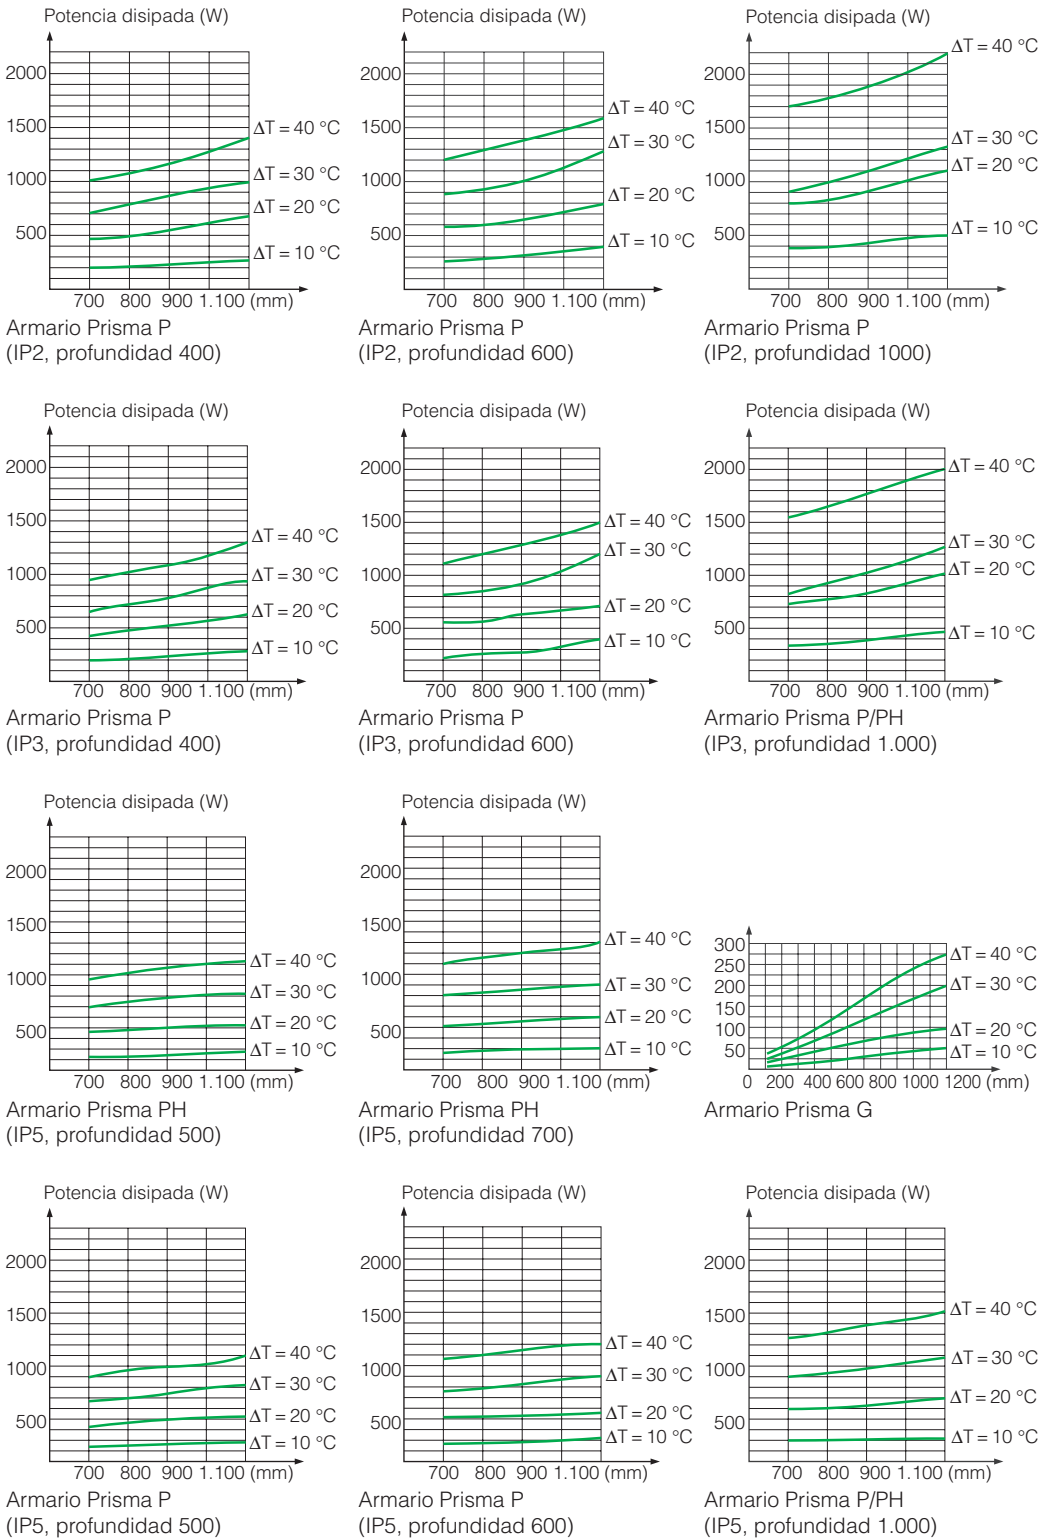 Potencia disipada (W)
2000
1500
1000
500
ΔT = 40 °C
ΔT = 30 °C
ΔT = 20 °C
ΔT = 10 °C
700 800 900 1.100 (mm)
Armario Prisma P
(IP2, profundidad 400)
Potencia disipada (W)
2000
1500
1000
500
ΔT = 40 °C
ΔT = 30 °C
ΔT = 20 °C
ΔT = 10 °C
700 800 900 1.100 (mm)
Armario Prisma P
(IP2, profundidad 600)
Potencia disipada (W)
2000
1500
1000
500
ΔT = 40 °C
ΔT = 30 °C
ΔT = 20 °C
ΔT = 10 °C
700 800 900 1.100 (mm)
Armario Prisma P
(IP2, profundidad 1000)
Potencia disipada (W)
2000
1500
1000
500
ΔT = 40 °C
ΔT = 30 °C
ΔT = 20 °C
ΔT = 10 °C
700 800 900 1.100 (mm)
Armario Prisma P
(IP3, profundidad 400)
Potencia disipada (W)
2000
1500
1000
500
ΔT = 40 °C
ΔT = 30 °C
ΔT = 20 °C
ΔT = 10 °C
700 800 900 1.100 (mm)
Armario Prisma P
(IP3, profundidad 600)
Potencia disipada (W)
2000
1500
1000
500
ΔT = 40 °C
ΔT = 30 °C
ΔT = 20 °C
ΔT = 10 °C
700 800 900 1.100 (mm)
Armario Prisma P/PH
(IP3, profundidad 1.000)
Potencia disipada (W)
2000
1500
1000
500
ΔT = 40 °C
ΔT = 30 °C
ΔT = 20 °C
ΔT = 10 °C
700 800 900 1.100 (mm)
Armario Prisma PH
(IP5, profundidad 500)
Potencia disipada (W)
2000
1500
1000
500
ΔT = 40 °C
ΔT = 30 °C
ΔT = 20 °C
ΔT = 10 °C
700 800 900 1.100 (mm)
Armario Prisma PH
(IP5, profundidad 700)
300
250
200
150
100
50
ΔT = 40 °C
ΔT = 30 °C
ΔT = 20 °C
ΔT = 10 °C
0 200 400 600 800 1000 1200 (mm)
Armario Prisma G
Potencia disipada (W)
2000
1500
1000
500
ΔT = 40 °C
ΔT = 30 °C
ΔT = 20 °C
ΔT = 10 °C
700 800 900 1.100 (mm)
Armario Prisma P
(IP5, profundidad 500)
Potencia disipada (W)
2000
1500
1000
500
ΔT = 40 °C
ΔT = 30 °C
ΔT = 20 °C
ΔT = 10 °C
700 800 900 1.100 (mm)
Armario Prisma P
(IP5, profundidad 600)
Potencia disipada (W)
2000
1500
1000
500
ΔT = 40 °C
ΔT = 30 °C
ΔT = 20 °C
ΔT = 10 °C
700 800 900 1.100 (mm)
Armario Prisma P/PH
(IP5, profundidad 1.000)